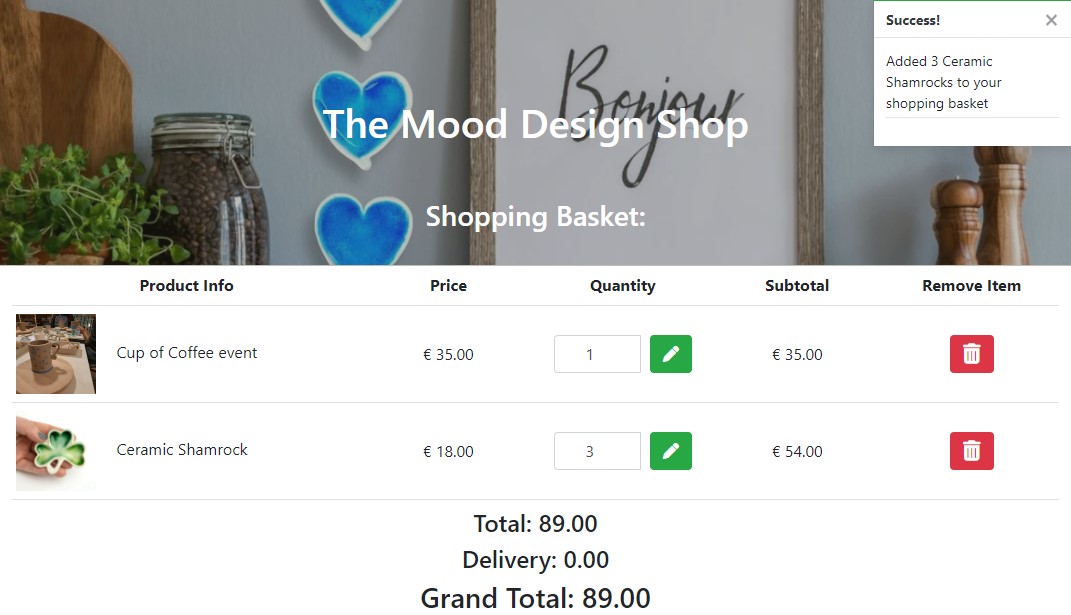 Success! ×
Added 3 Ceramic
Shamrocks to your
shopping basket
Bonjour
The Mood Design Shop
Shopping Basket:
Product Info Price Quantity Subtotal Remove Item
Cup of Coffee event € 35.00 1 € 35.00
Ceramic Shamrock € 18.00 3 € 54.00
Total: 89.00
Delivery: 0.00
Grand Total: 89.00